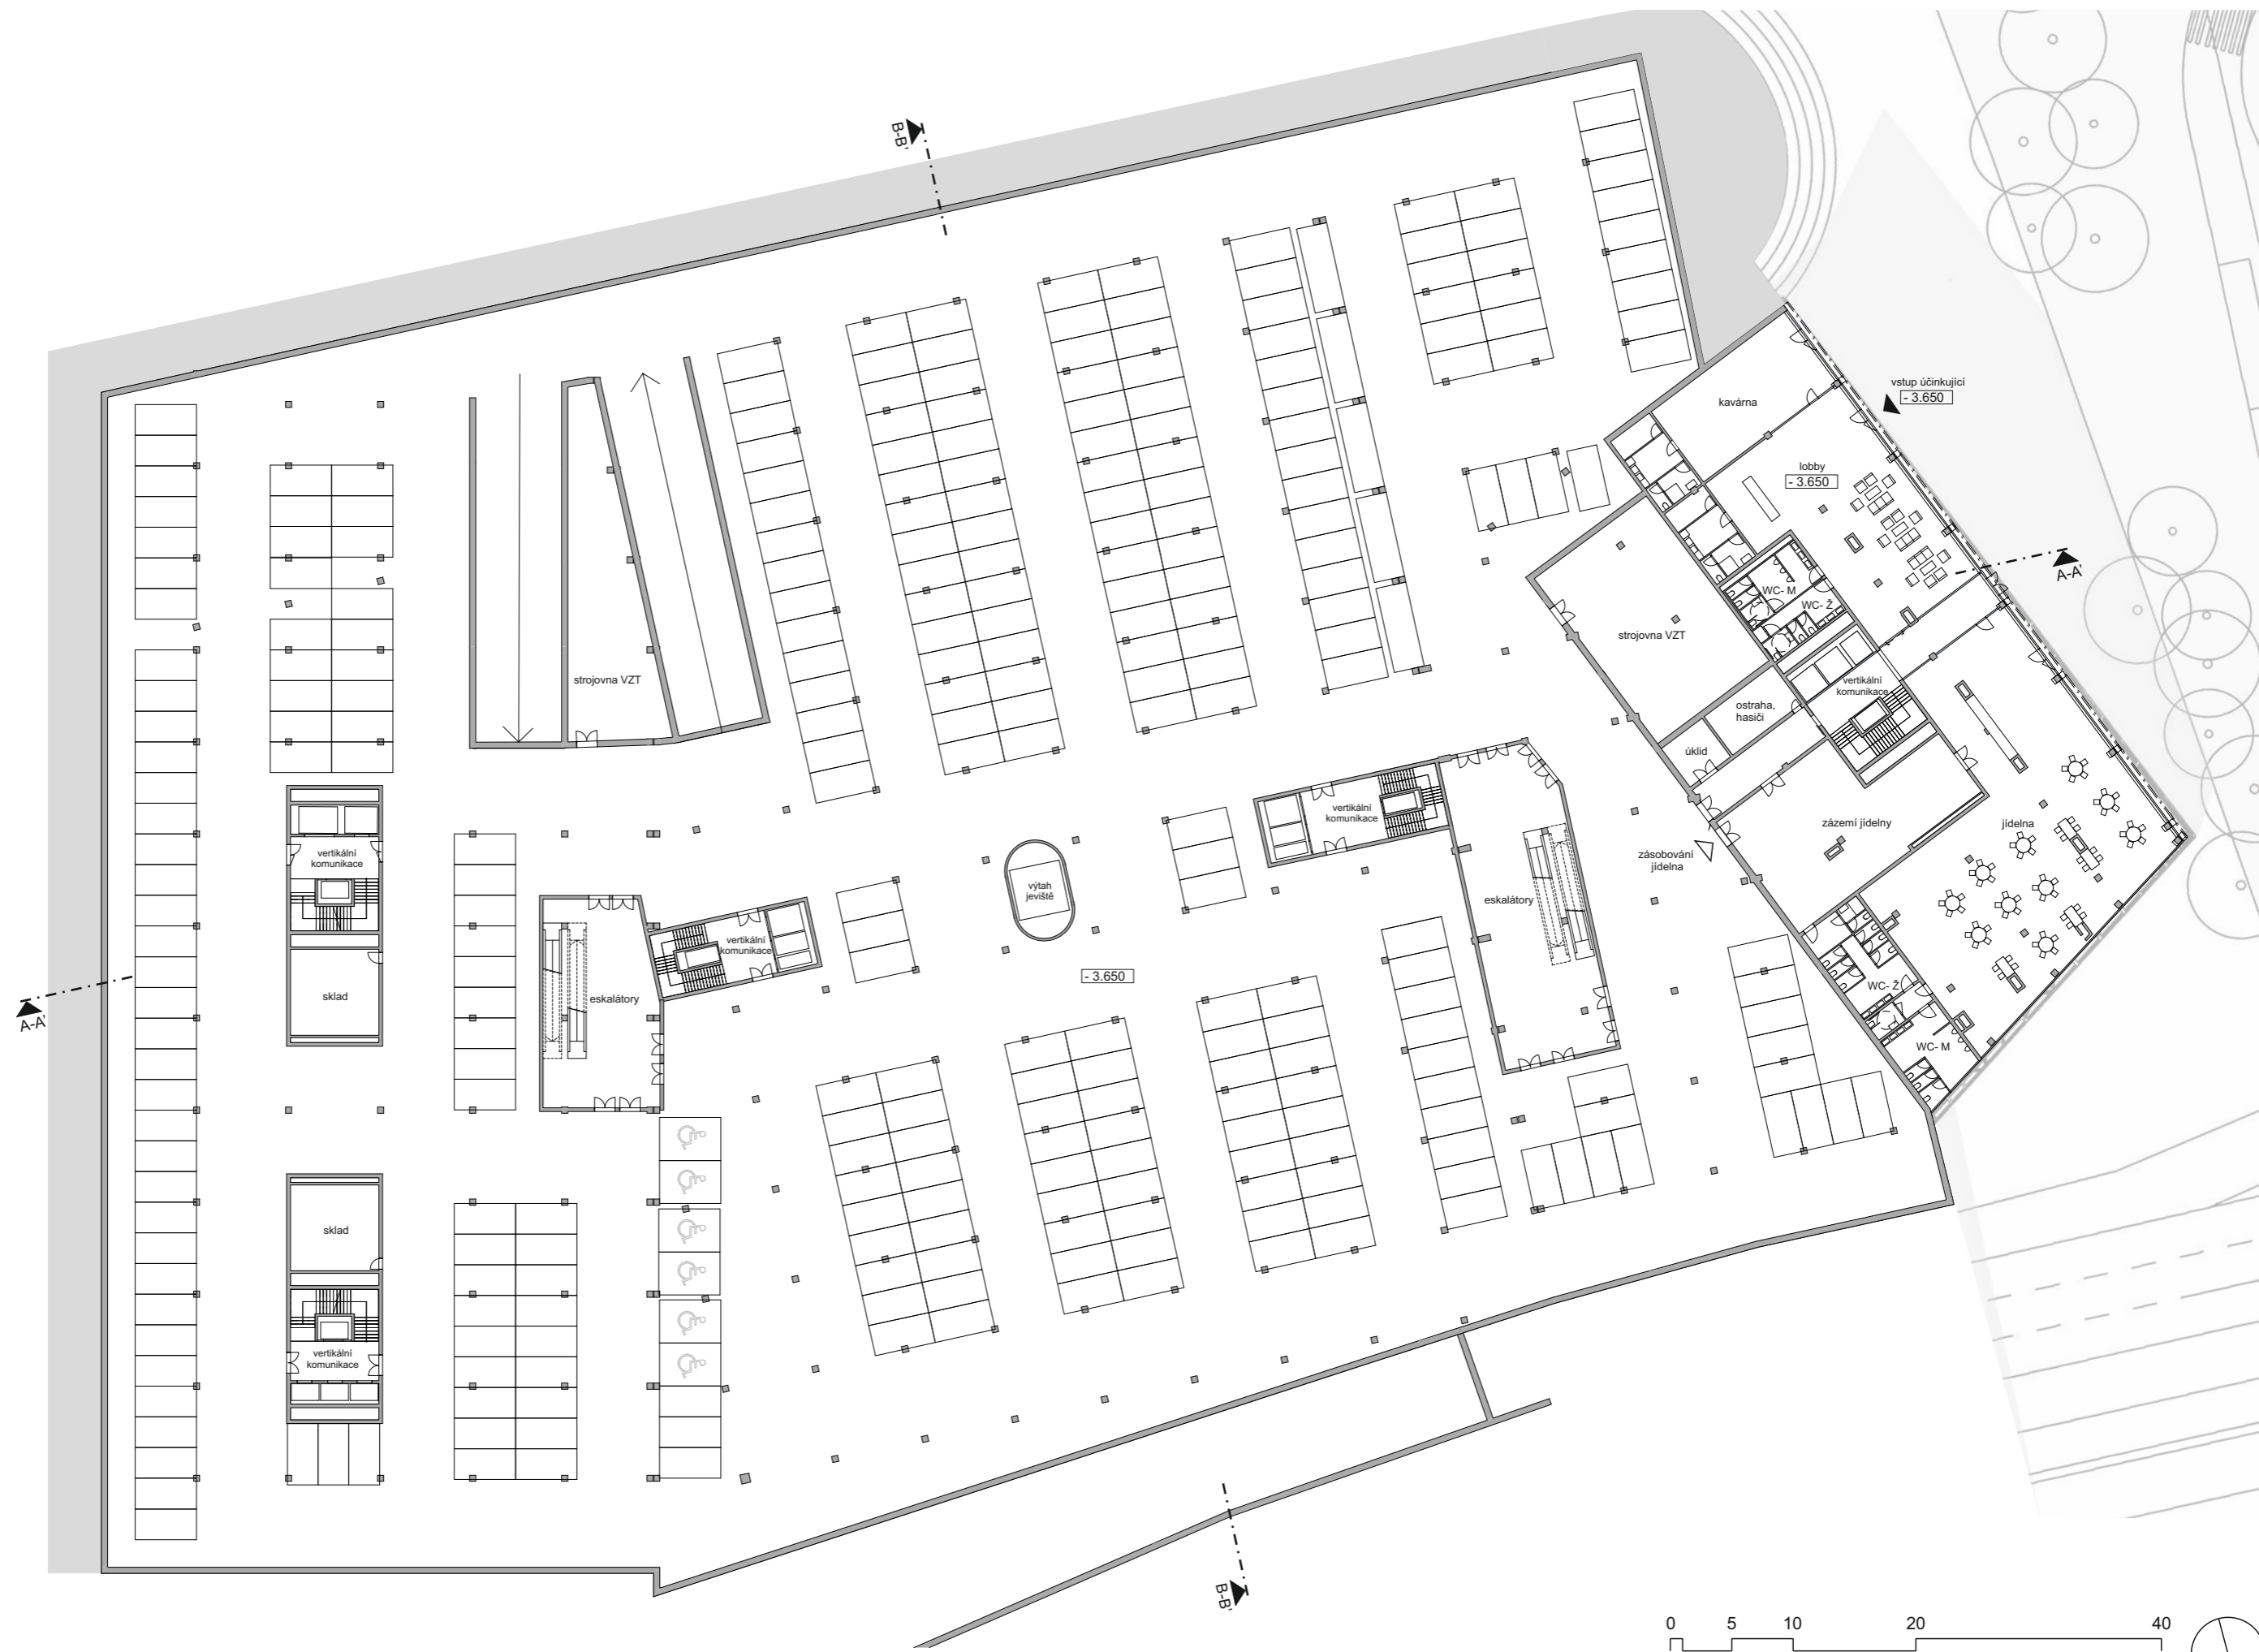 B-B'
vstup účinkující
- 3.650
kavárna
lobby
- 3.650
A-A'
WC- M
WC- Ž
strojovna VZT
strojovna VZT
vertikální
komunikace
ostraha,
hasiči
úklid
vertikální
komunikace
zázemí jídelny
jídelna
zásobování
jídelna
vertikální
komunikace
výtah
jeviště
eskalátory
vertikální
komunikace
- 3.650
eskalátory
sklad
WC- Ž
A-A'
WC- M
sklad
vertikální
komunikace
B-B'
0 5 10 20 40